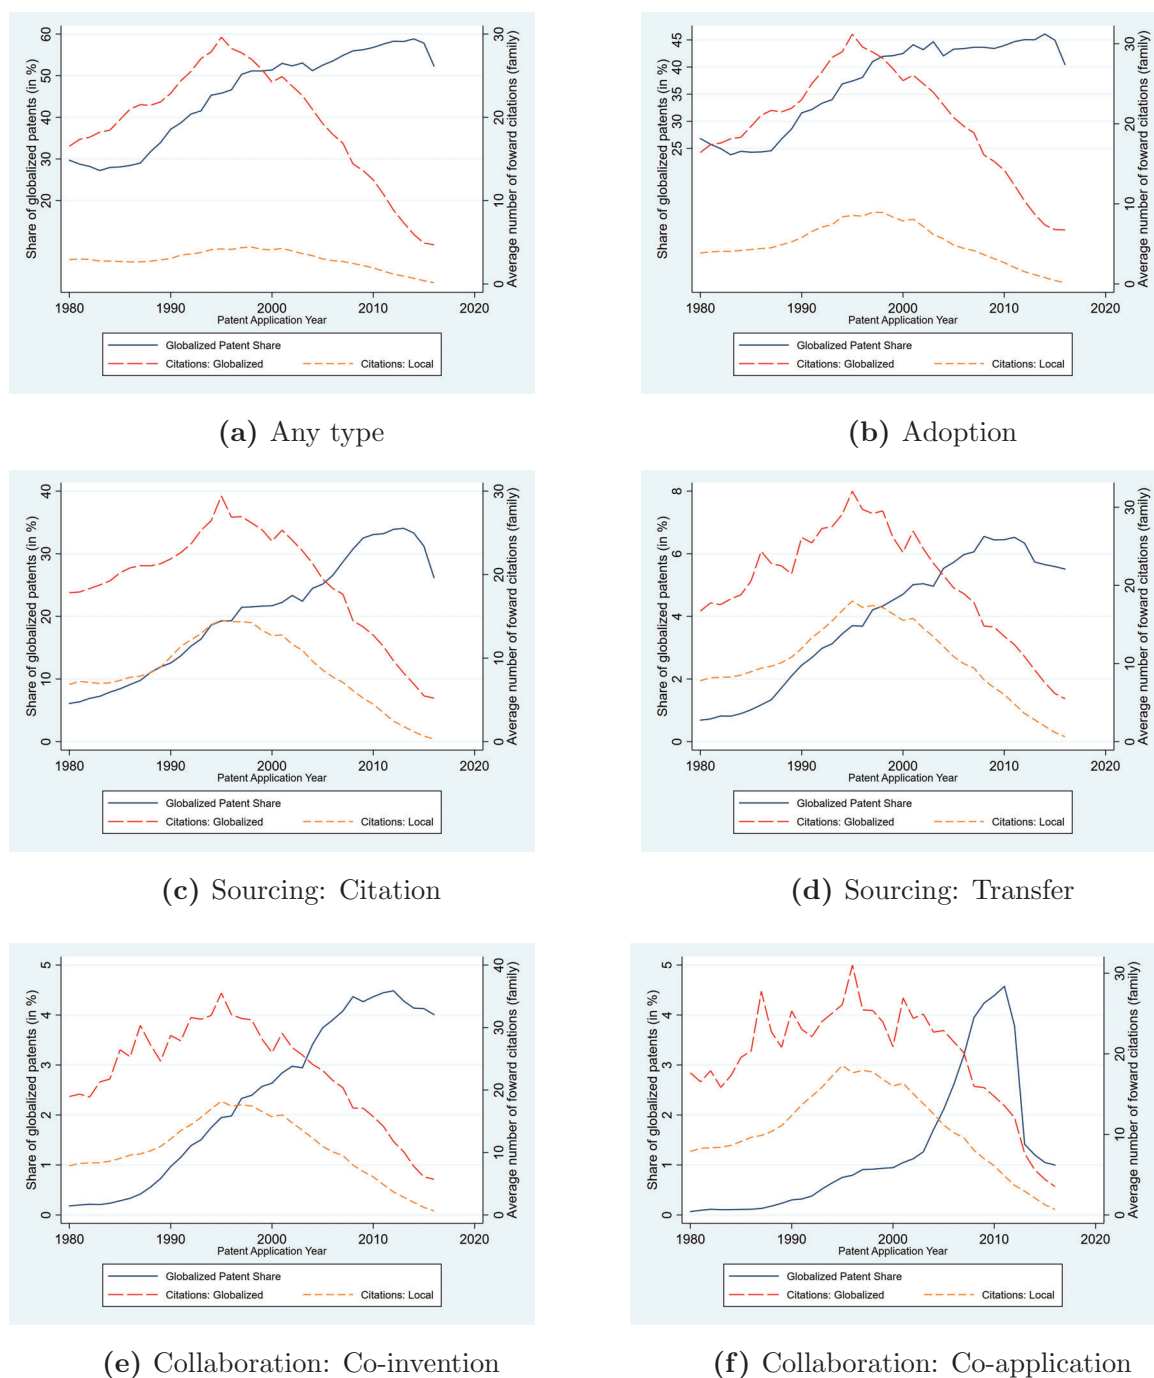 Share of globalized patents (in %)
20 30 40 50 60
0 10 20 30
Average number of foward citations (family)
1980 1990 2000 2010 2020
Patent Application Year
Globalized Patent Share
Citations: Globalized Citations: Local
(a) Any type
Share of globalized patents (in %)
25 30 35 40 45
0 10 20 30
Average number of foward citations (family)
1980 1990 2000 2010 2020
Patent Application Year
Globalized Patent Share
Citations: Globalized Citations: Local
(b) Adoption
Share of globalized patents (in %)
0 10 20 30 40
0 10 20 30
Average number of foward citations (family)
1980 1990 2000 2010 2020
Patent Application Year
Globalized Patent Share
Citations: Globalized Citations: Local
(c) Sourcing: Citation
Share of globalized patents (in %)
0 2 4 6 8
0 10 20 30
Average number of foward citations (family)
1980 1990 2000 2010 2020
Patent Application Year
Globalized Patent Share
Citations: Globalized Citations: Local
(d) Sourcing: Transfer
Share of globalized patents (in %)
0 1 2 3 4 5
0 10 20 30 40
Average number of foward citations (family)
1980 1990 2000 2010 2020
Patent Application Year
Globalized Patent Share
Citations: Globalized Citations: Local
(e) Collaboration: Co-invention
Share of globalized patents (in %)
0 1 2 3 4 5
0 10 20 30
Average number of foward citations (family)
1980 1990 2000 2010 2020
Patent Application Year
Globalized Patent Share
Citations: Globalized Citations: Local
(f) Collaboration: Co-application